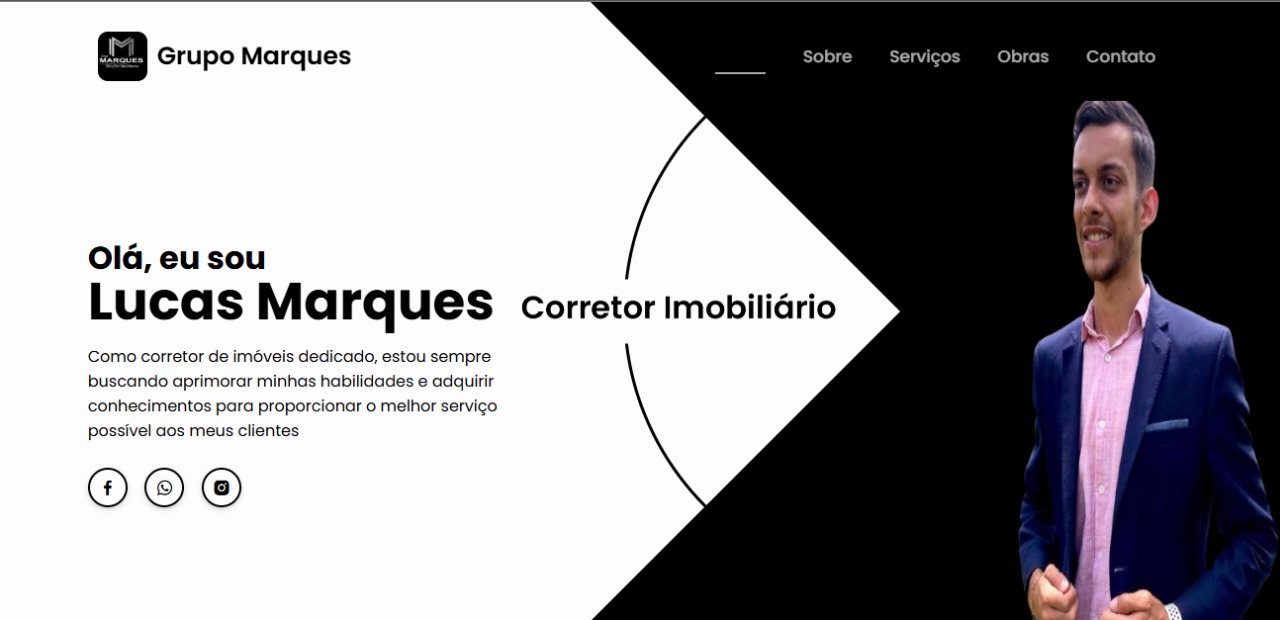 MARQUES
Grupo Marques
Sobre Serviços Obras Contato
Olá, eu sou
Lucas Marques
Corretor Imobiliário
Como corretor de imóveis dedicado, estou sempre
buscando aprimorar minhas habilidades e adquirir
conhecimentos para proporcionar o melhor serviço
possível aos meus clientes